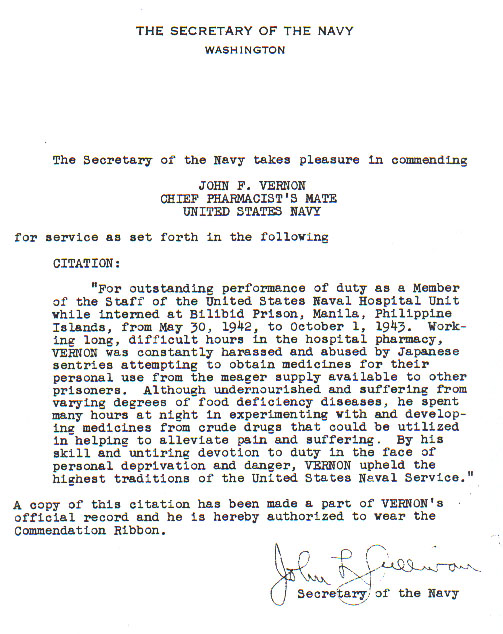 THE SECRETARY OF THE NAVY
WASHINGTON
The Secretary of the Navy takes pleasure in commending
JOHN F. VERNON
CHIEF PHARMACIST'S MATE
UNITED STATES NAVY
for service as set forth in the following
CITATION:
"For outstanding performance of duty as a Member
of the Staff of the United States Naval Hospital Unit
while interned at Bilibid Prison, Manila, Philippine
Islands, from May 30, 1942, to October 1, 1943. Work-
ing long, difficult hours in the hospital pharmacy,
VERNON was constantly harassed and abused by Japanese
sentries attempting to obtain medicines for their
personal use from the meager supply available to other
prisoners. Although undernourished and suffering from
varying degrees of food deficiency diseases, he spent
many hours at night in experimenting with and develop-
ing medicines from crude drugs that could be utilized
in helping to alleviate pain and suffering. By his
skill and untiring devotion to duty in the face of
personal deprivation and danger, VERNON upheld the
highest traditions of the United States Naval Service."
A copy of this citation has been made a part of VERNON's
official record and he is hereby authorized to wear the
Commendation Ribbon.
John L Sullivan
Secretary of the Navy